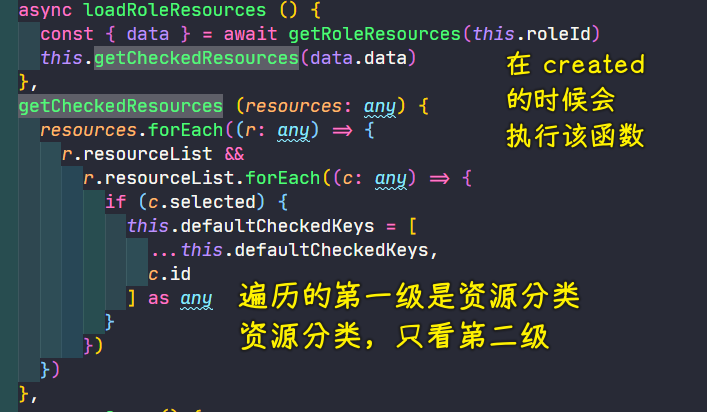 async loadRoleResources () {
const { data } = await getRoleResources(this.roleId)
this.getCheckedResources(data.data)
在 created
},
的时候会
getCheckedResources (resources: any) {
执行该函数
resources.forEach((r: any) => {
r.resourceList &&
r.resourceList.forEach((c: any) => {
if (c.selected) {
this.defaultCheckedKeys = [
...this.defaultCheckedKeys,
c.id
] as any
遍历的第一级是资源分类
}
资源分类，只看第二级
})
})
},